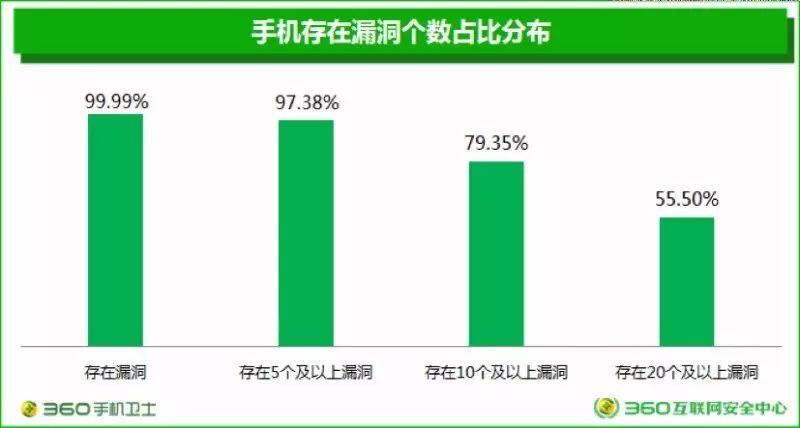 手机存在漏洞个数占比分布
99.99%
97.38%
79.35%
55.50%
存在漏洞
存在5个及以上漏洞
存在10个及以上漏洞
存在20个及以上漏洞
360手机卫士
360互联网安全中心